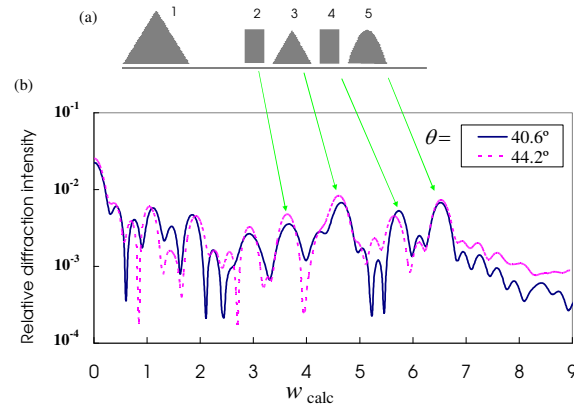 (a)
1 2 3 4 5
(b)
10⁻¹
10⁻²
10⁻³
10⁻⁴
Relative diffraction intensity
θ=
40.6º
44.2º
0 1 2 3 4 5 6 7 8 9
w calc